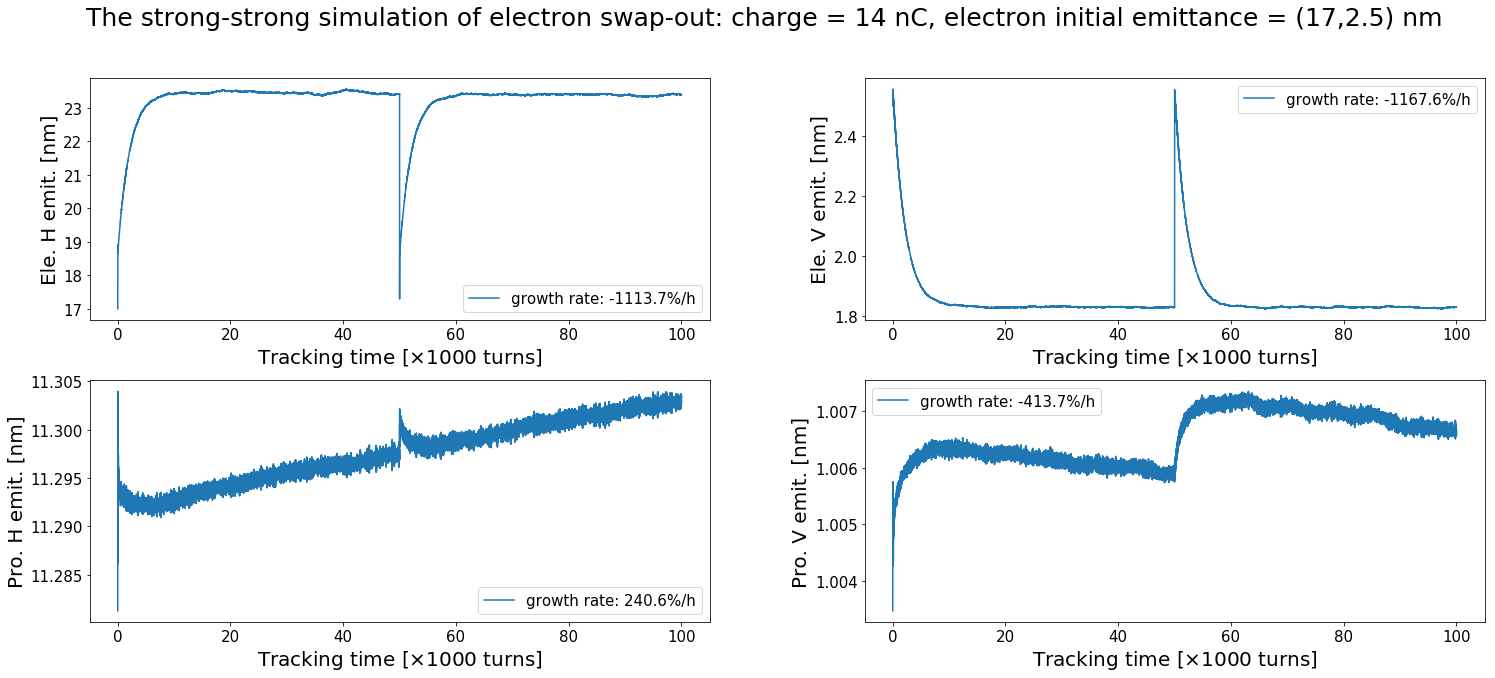 The strong-strong simulation of electron swap-out: charge = 14 nC, electron initial emittance = (17,2.5) nm
Ele. H emit. [nm]
23
22
21
20
19
18
17
growth rate: -1113.7%/h
0 20 40 60 80 100
Tracking time [×1000 turns]
Ele. V emit. [nm]
2.4
2.2
2.0
1.8
growth rate: -1167.6%/h
0 20 40 60 80 100
Tracking time [×1000 turns]
Pro. H emit. [nm]
11.305
11.300
11.295
11.290
11.285
growth rate: 240.6%/h
0 20 40 60 80 100
Tracking time [×1000 turns]
Pro. V emit. [nm]
1.007
1.006
1.005
1.004
growth rate: -413.7%/h
0 20 40 60 80 100
Tracking time [×1000 turns]